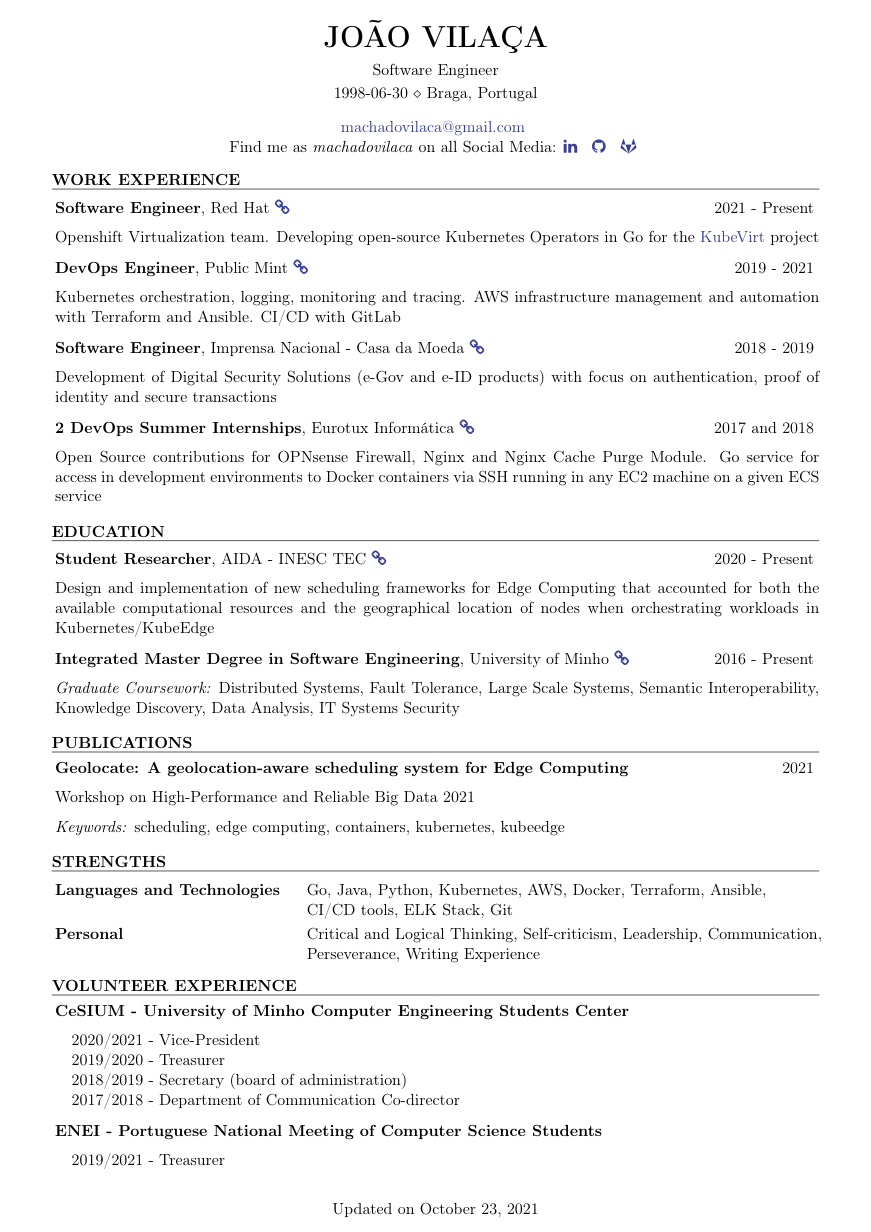 JOÃO VILAÇA
Software Engineer
1998-06-30 ⋄ Braga, Portugal
machadovilaca@gmail.com
Find me as machadovilaca on all Social Media:
WORK EXPERIENCE
Software Engineer, Red Hat 2021 - Present
Openshift Virtualization team. Developing open-source Kubernetes Operators in Go for the KubeVirt project
DevOps Engineer, Public Mint 2019 - 2021
Kubernetes orchestration, logging, monitoring and tracing. AWS infrastructure management and automation
with Terraform and Ansible. CI/CD with GitLab
Software Engineer, Imprensa Nacional - Casa da Moeda 2018 - 2019
Development of Digital Security Solutions (e-Gov and e-ID products) with focus on authentication, proof of
identity and secure transactions
2 DevOps Summer Internships, Eurotux Informática 2017 and 2018
Open Source contributions for OPNsense Firewall, Nginx and Nginx Cache Purge Module. Go service for
access in development environments to Docker containers via SSH running in any EC2 machine on a given ECS
service
EDUCATION
Student Researcher, AIDA - INESC TEC 2020 - Present
Design and implementation of new scheduling frameworks for Edge Computing that accounted for both the
available computational resources and the geographical location of nodes when orchestrating workloads in
Kubernetes/KubeEdge
Integrated Master Degree in Software Engineering, University of Minho 2016 - Present
Graduate Coursework: Distributed Systems, Fault Tolerance, Large Scale Systems, Semantic Interoperability,
Knowledge Discovery, Data Analysis, IT Systems Security
PUBLICATIONS
Geolocate: A geolocation-aware scheduling system for Edge Computing 2021
Workshop on High-Performance and Reliable Big Data 2021
Keywords: scheduling, edge computing, containers, kubernetes, kubeedge
STRENGTHS
Languages and Technologies Go, Java, Python, Kubernetes, AWS, Docker, Terraform, Ansible,
CI/CD tools, ELK Stack, Git
Personal Critical and Logical Thinking, Self-criticism, Leadership, Communication,
Perseverance, Writing Experience
VOLUNTEER EXPERIENCE
CeSIUM - University of Minho Computer Engineering Students Center
2020/2021 - Vice-President
2019/2020 - Treasurer
2018/2019 - Secretary (board of administration)
2017/2018 - Department of Communication Co-director
ENEI - Portuguese National Meeting of Computer Science Students
2019/2021 - Treasurer
Updated on October 23, 2021